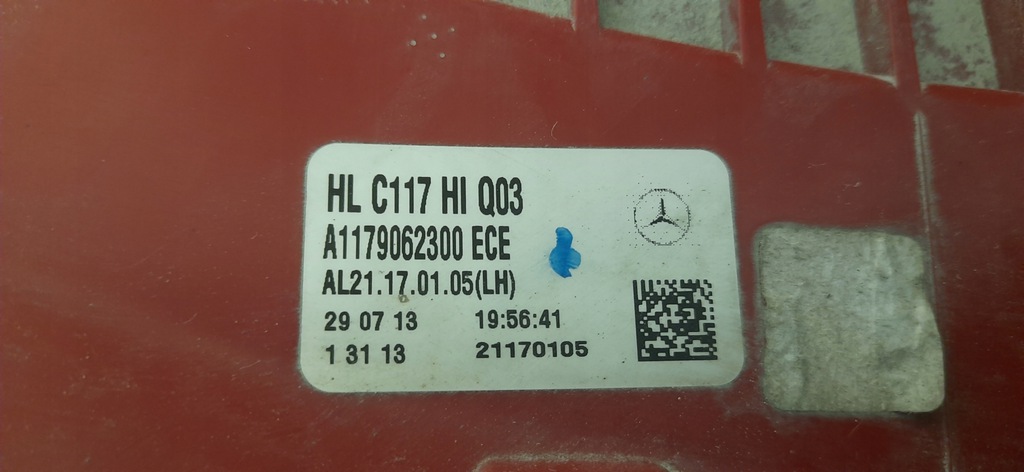 HL C117 HI Q03
A1179062300 ECE
AL21.17.01.05(LH)
29 07 13 19:56:41
1 31 13 21170105